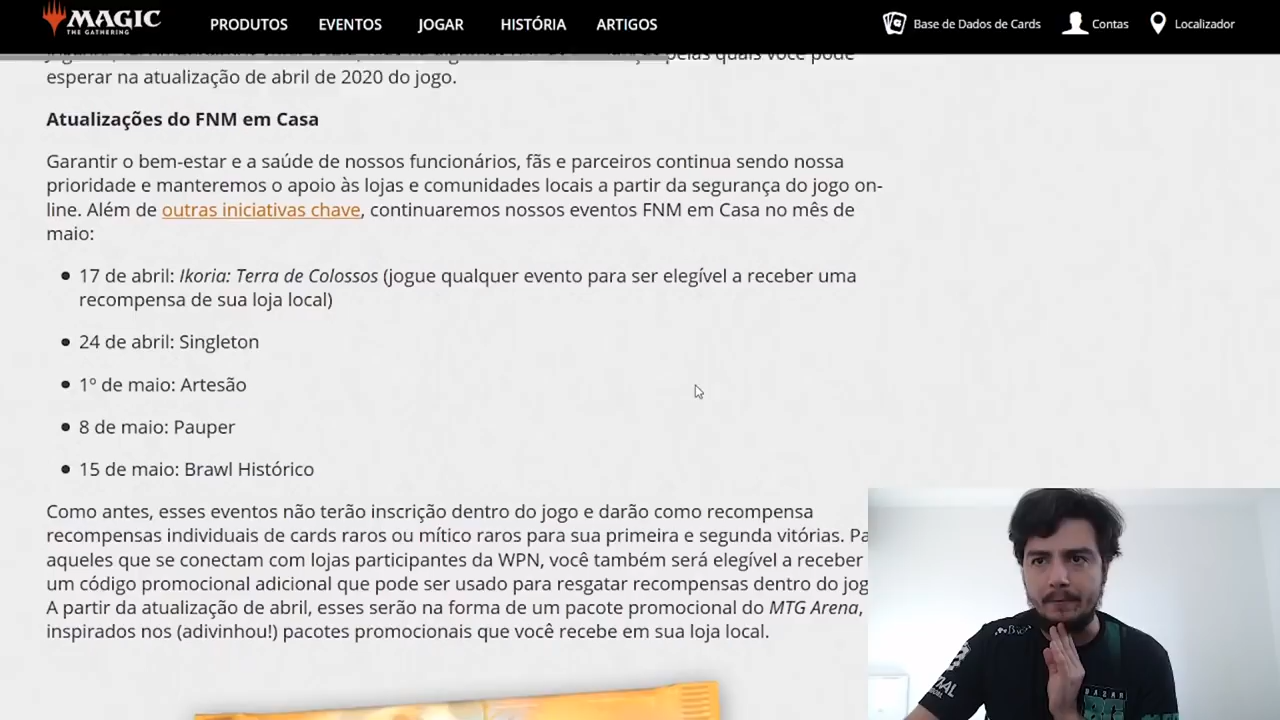 MAGIC
THE GATHERING
PRODUTOS
EVENTOS
JOGAR
HISTÓRIA
ARTIGOS
Base de Dados de Cards
Contas
Localizador
pelas quais você pode
esperar na atualização de abril de 2020 do jogo.
Atualizações do FNM em Casa
Garantir o bem-estar e a saúde de nossos funcionários, fãs e parceiros continua sendo nossa
prioridade e manteremos o apoio às lojas e comunidades locais a partir da segurança do jogo on-
line. Além de outras iniciativas chave, continuaremos nossos eventos FNM em Casa no mês de
maio:
17 de abril: Ikoria: Terra de Colossos (jogue qualquer evento para ser elegível a receber uma
recompensa de sua loja local)
24 de abril: Singleton
1º de maio: Artesão
8 de maio: Pauper
15 de maio: Brawl Histórico
Como antes, esses eventos não terão inscrição dentro do jogo e darão como recompensa
recompensas individuais de cards raros ou mítico raros para sua primeira e segunda vitórias. Pa
aqueles que se conectam com lojas participantes da WPN, você também será elegível a receber
um código promocional adicional que pode ser usado para resgatar recompensas dentro do jog
A partir da atualização de abril, esses serão na forma de um pacote promocional do MTG Arena,
inspirados nos (adivinhou!) pacotes promocionais que você recebe em sua loja local.